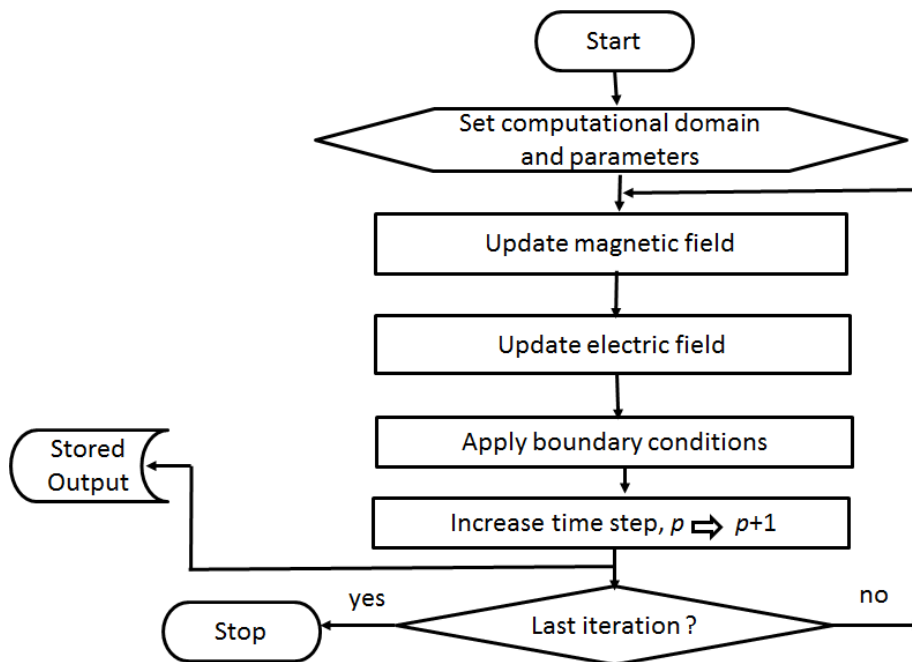 Start
Set computational domain
and parameters
Update magnetic field
Update electric field
Apply boundary conditions
Stored
Output
Increase time step, p ⇨ p+1
yes
no
Last iteration ?
Stop